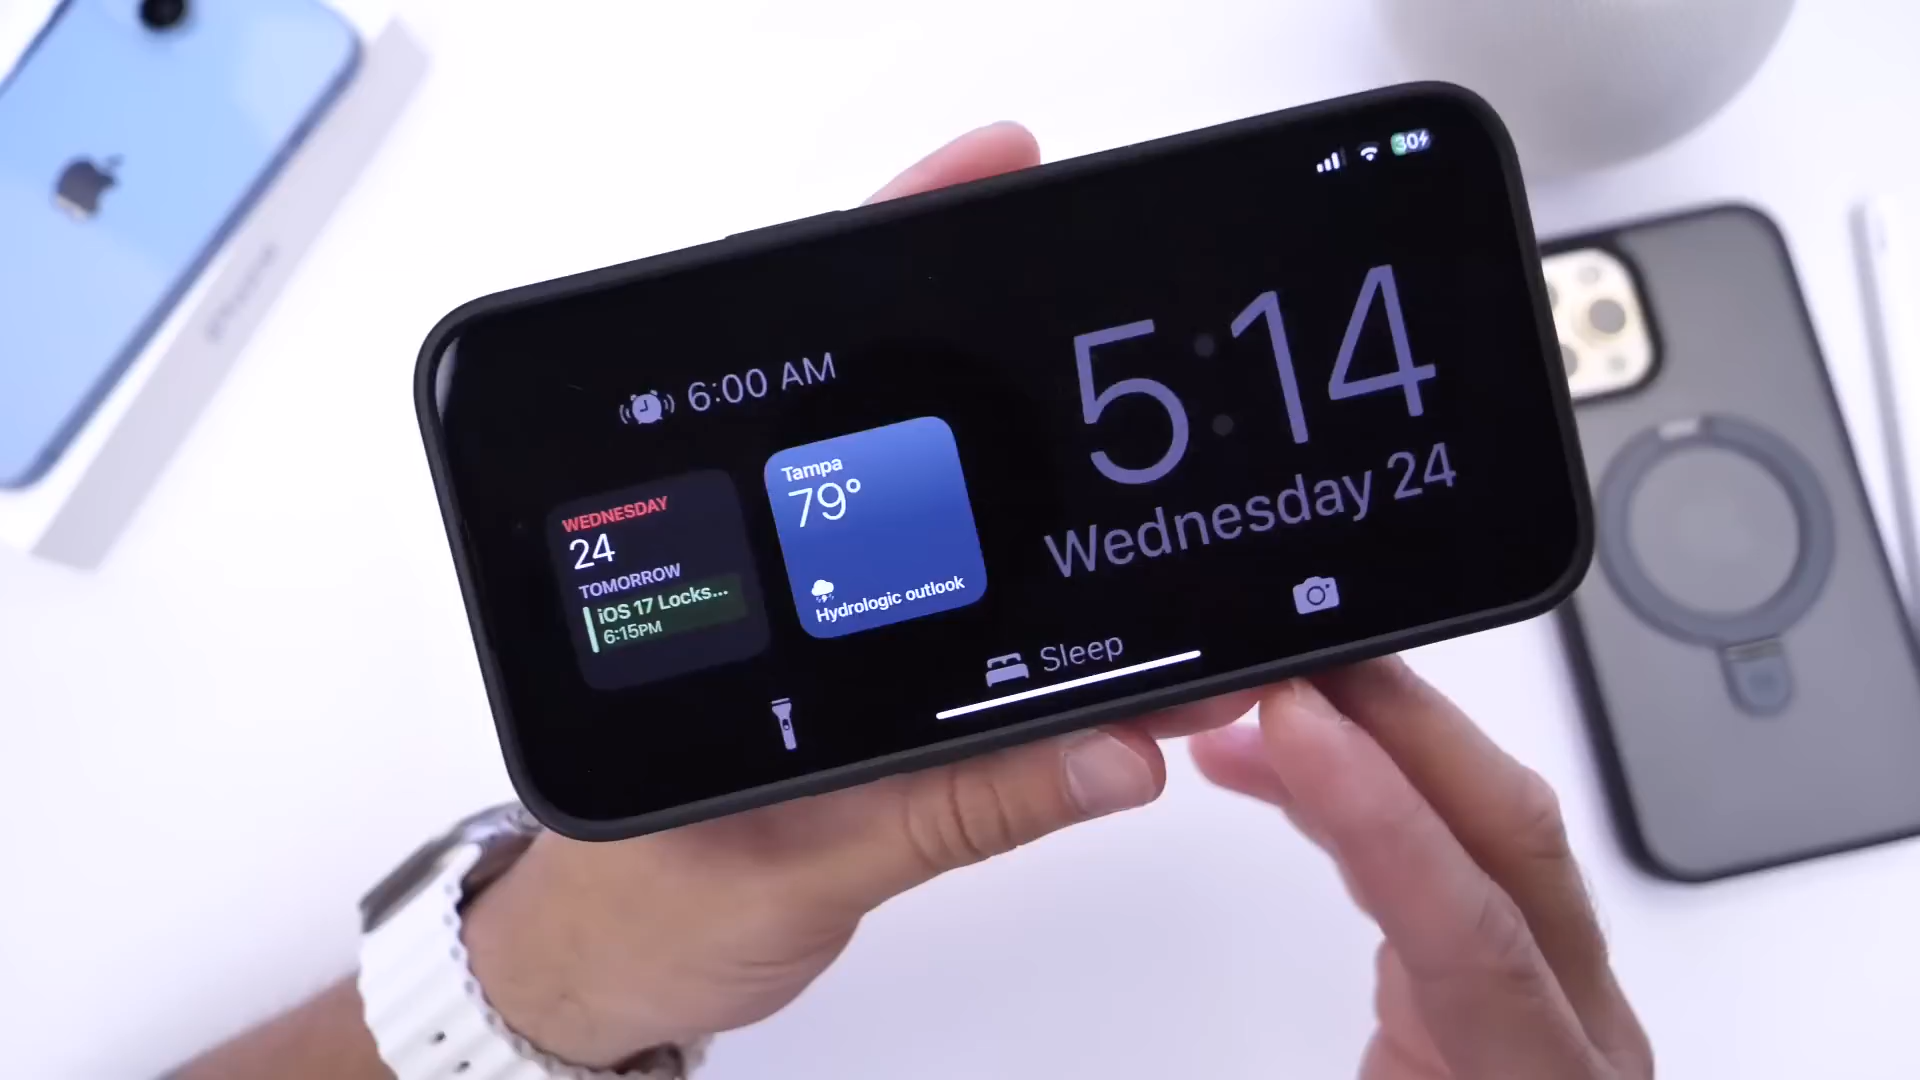 30
6:00 AM
5:14
Wednesday 24
WEDNESDAY
24
TOMORROW
iOS 17 Locks...
6:15PM
Tampa
79°
Hydrologic outlook
Sleep
iPhone